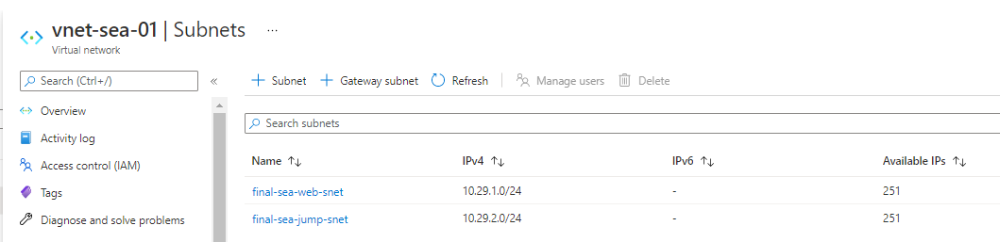 vnet-sea-01 | Subnets ...
Virtual network
Search (Ctrl+/) «
+ Subnet + Gateway subnet Refresh Manage users Delete
Overview
Activity log
Access control (IAM)
Tags
Diagnose and solve problems
Search subnets
Name ↑↓ IPv4 ↑↓ IPv6 ↑↓ Available IPs ↑↓
final-sea-web-snet 10.29.1.0/24 - 251
final-sea-jump-snet 10.29.2.0/24 - 251